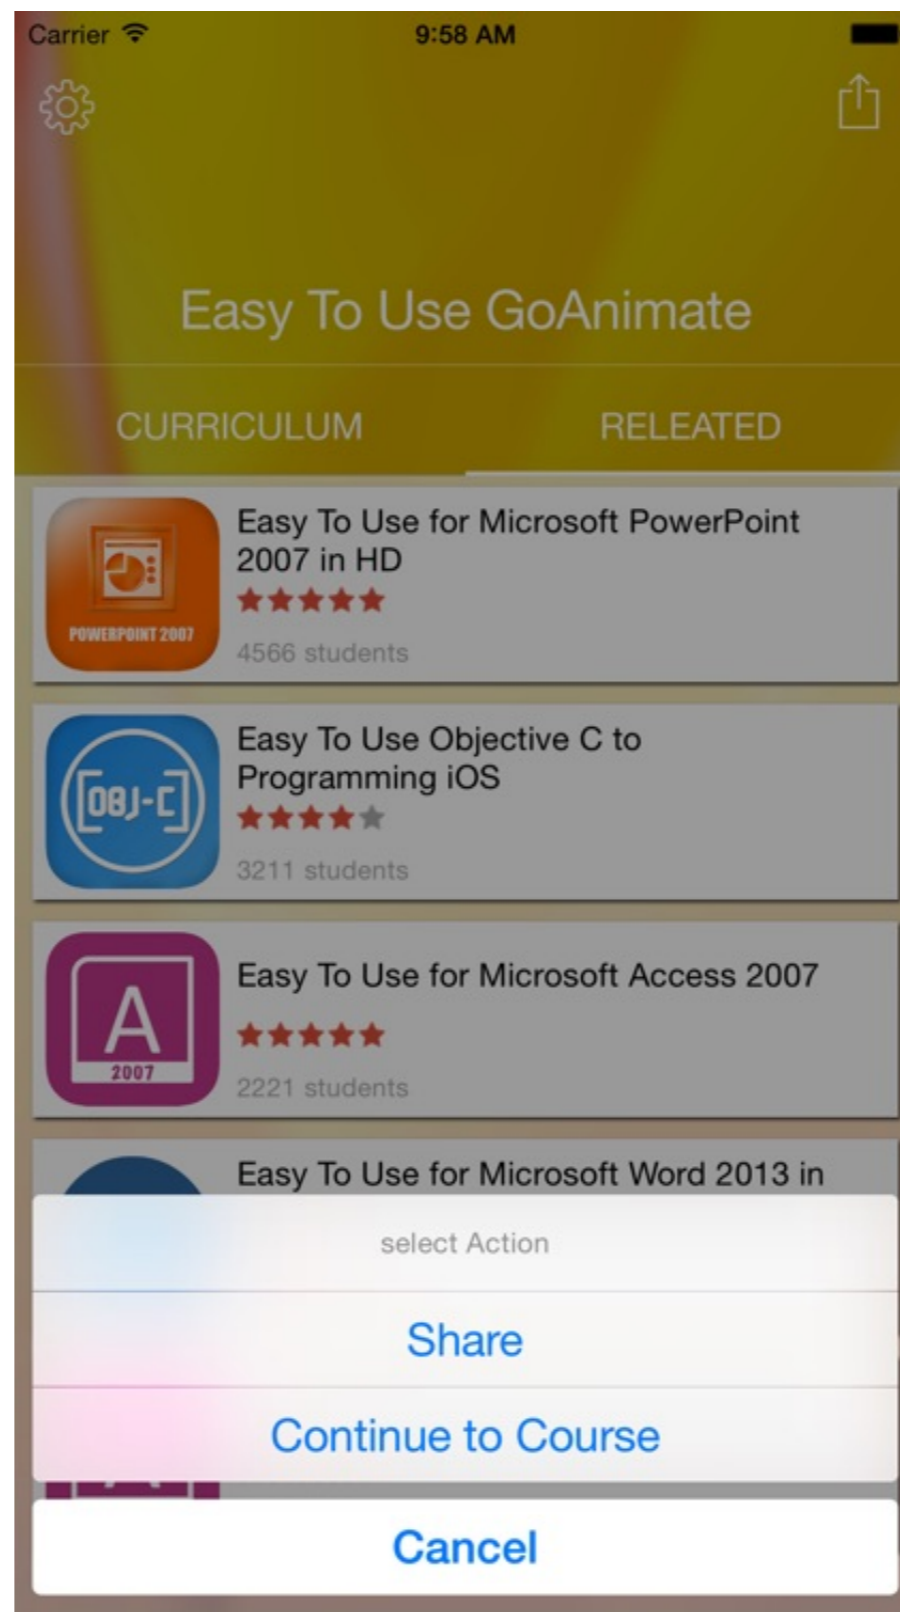 Carrier 9:58 AM
Easy To Use GoAnimate
CURRICULUM RELEATED
Easy To Use for Microsoft PowerPoint
2007 in HD
POWERPOINT 2007
4566 students
Easy To Use Objective C to
Programming iOS
[OBJ-C]
3211 students
Easy To Use for Microsoft Access 2007
A
2007
2221 students
Easy To Use for Microsoft Word 2013 in
select Action
Share
Continue to Course
Cancel